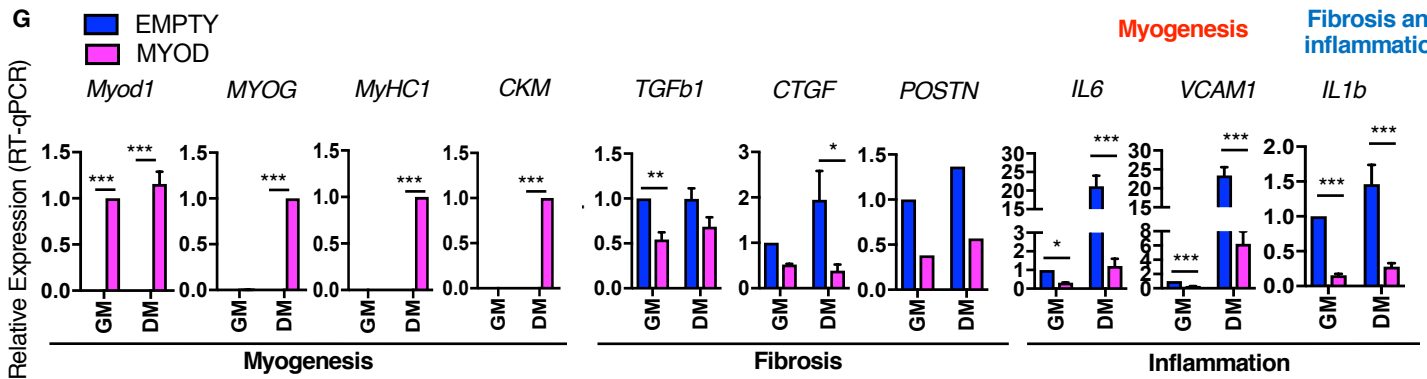 G
EMPTY
MYOD
Myogenesis
Fibrosis an
inflammatio
Relative Expression (RT-qPCR)
Myod1 MYOG MyHC1 CKM TGFb1 CTGF POSTN IL6 VCAM1 IL1b
1.5 1.0 0.5 0.0 *** *** GM DM
1.5 1.0 0.5 0.0 *** GM DM
1.5 1.0 0.5 0.0 *** GM DM
1.5 1.0 0.5 0.0 *** GM DM
1.5 1.0 0.5 0.0 ** GM DM
3 2 1 0 * GM DM
1.5 1.0 0.5 0.0 GM DM
30 25 20 15 2 1 0 * *** GM DM
30 25 20 15 8 6 4 2 0 *** *** GM DM
2.0 1.5 1.0 0.5 0.0 *** *** GM DM
Myogenesis Fibrosis Inflammation